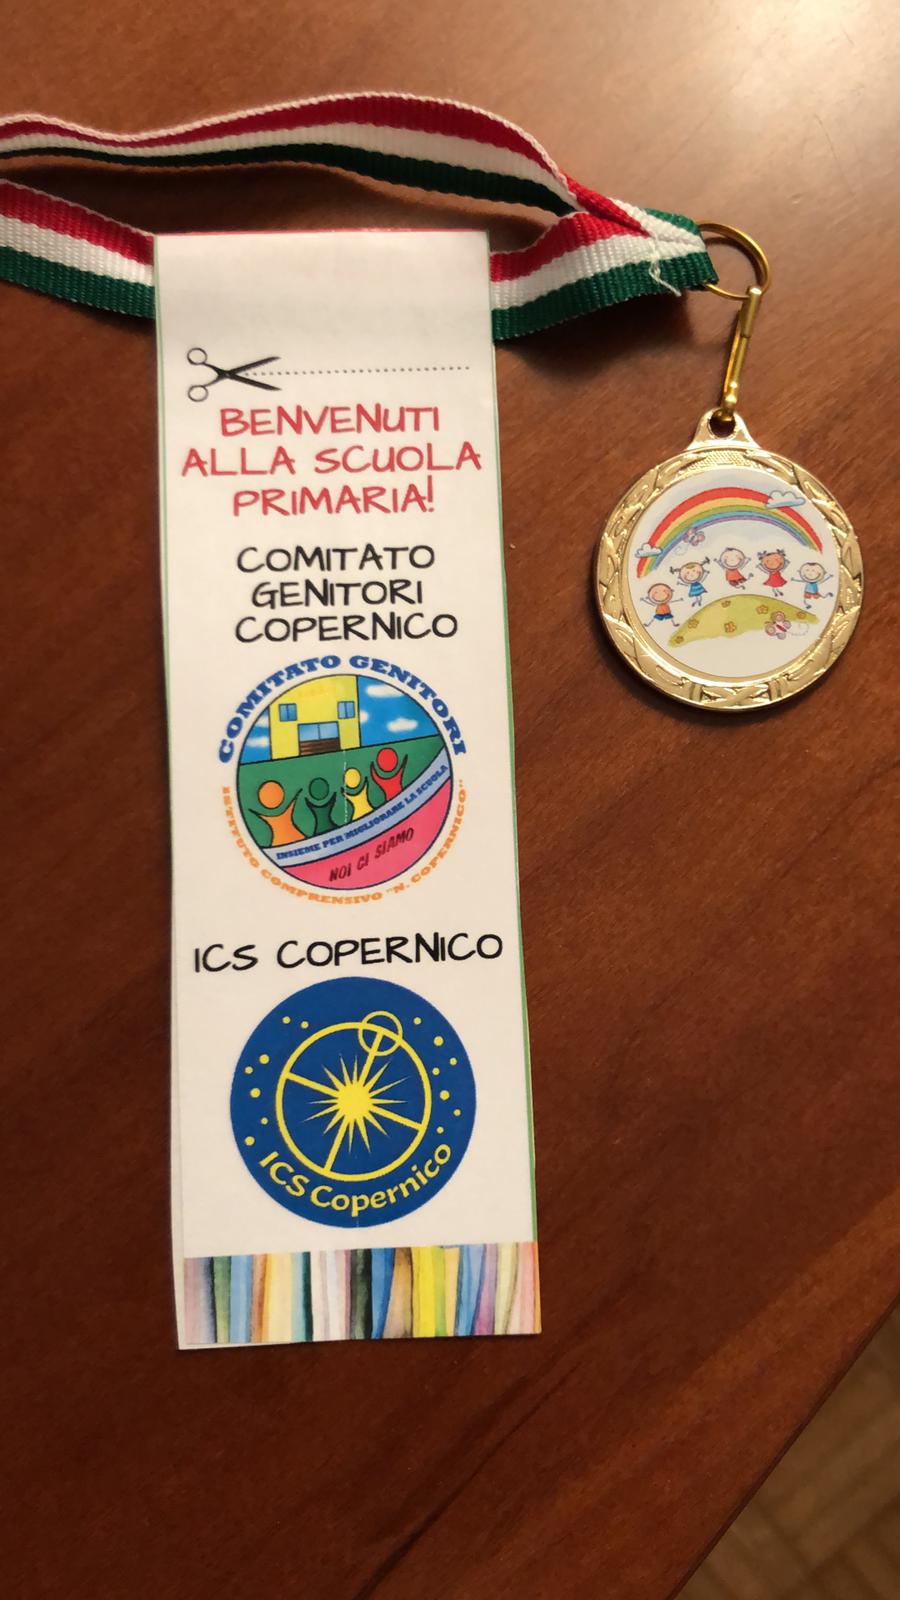 BENVENUTI
ALLA SCUOLA
PRIMARIA!
COMITATO
GENITORI
COPERNICO
COMITATO GENITORI
INSIEME PER MIGLIORARE LA SCUOLA
NOI CI SIAMO
ISTITUTO COMPRENSIVO "N. COPERNICO"
ICS COPERNICO
ICS Copernico